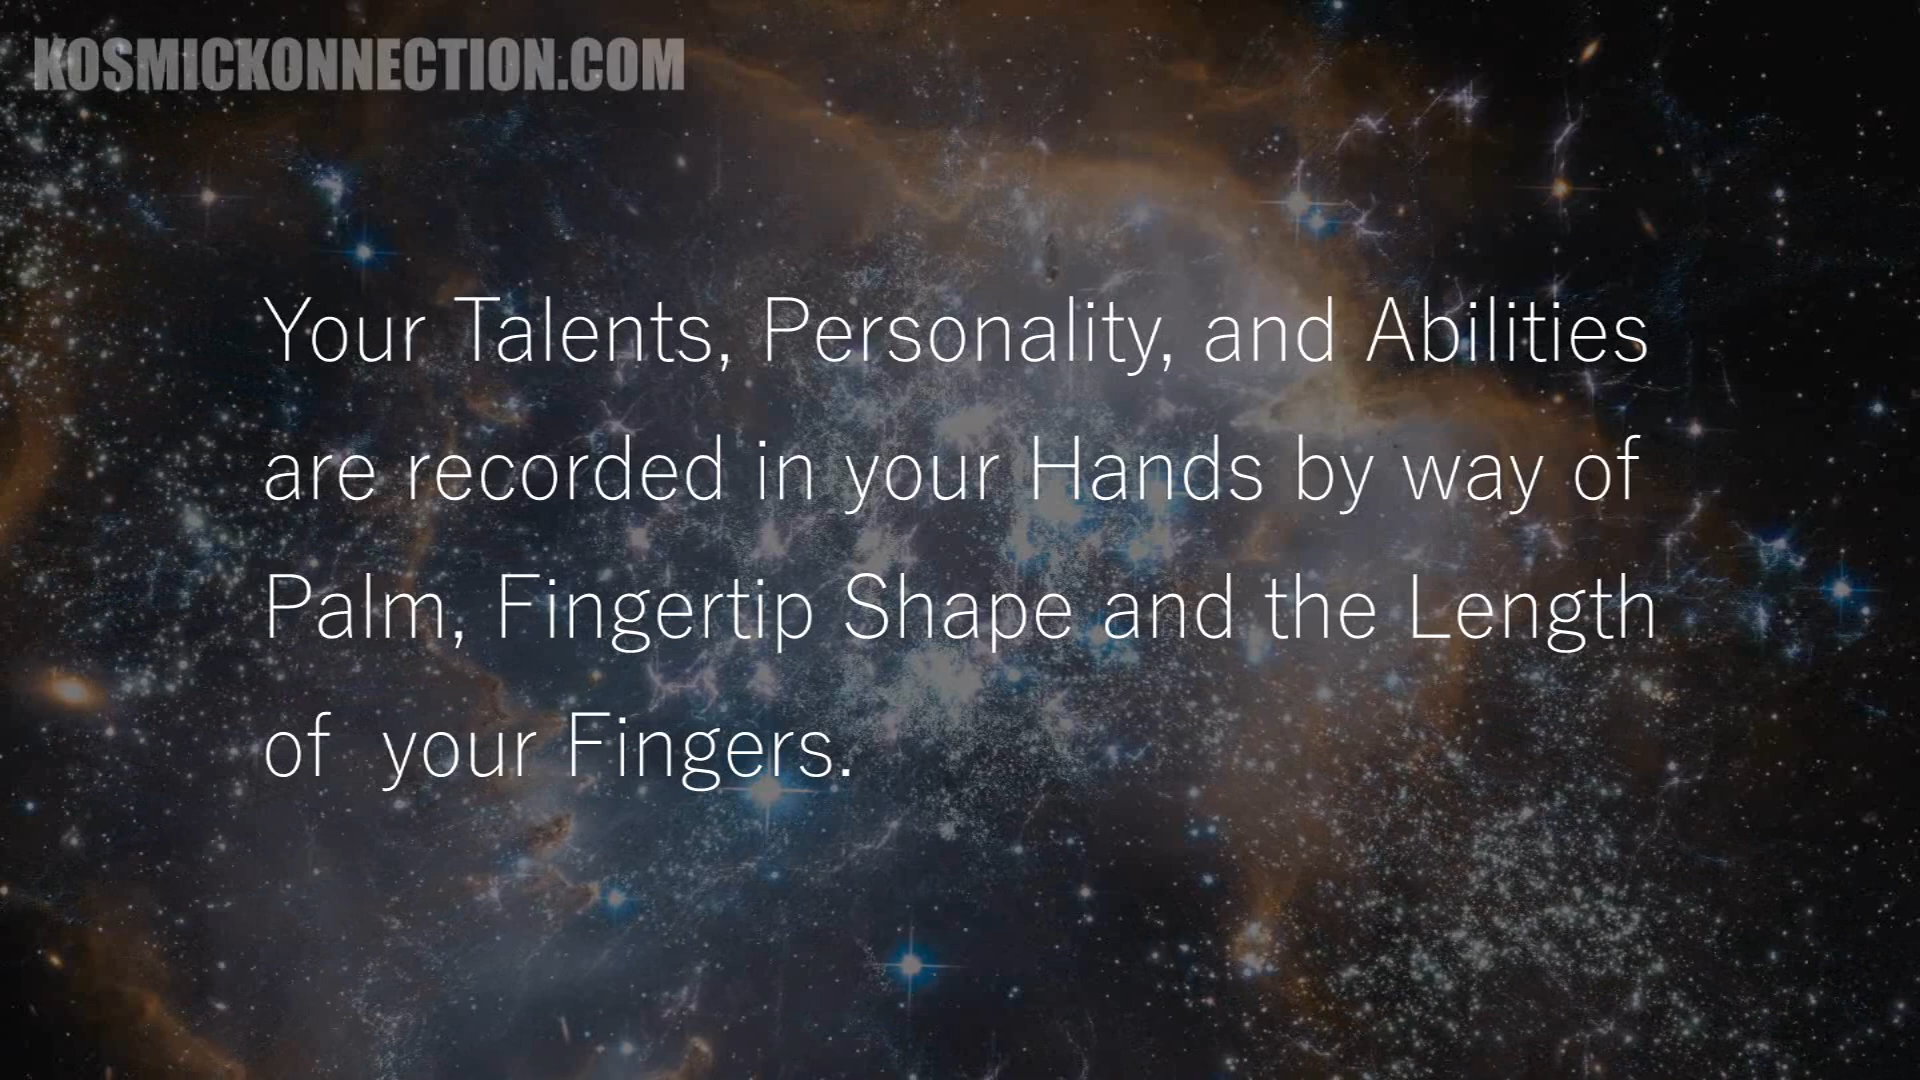 KOSMICKONNECTION.COM
Your Talents, Personality, and Abilities
are recorded in your Hands by way of
Palm, Fingertip Shape and the Length
of  your Fingers.